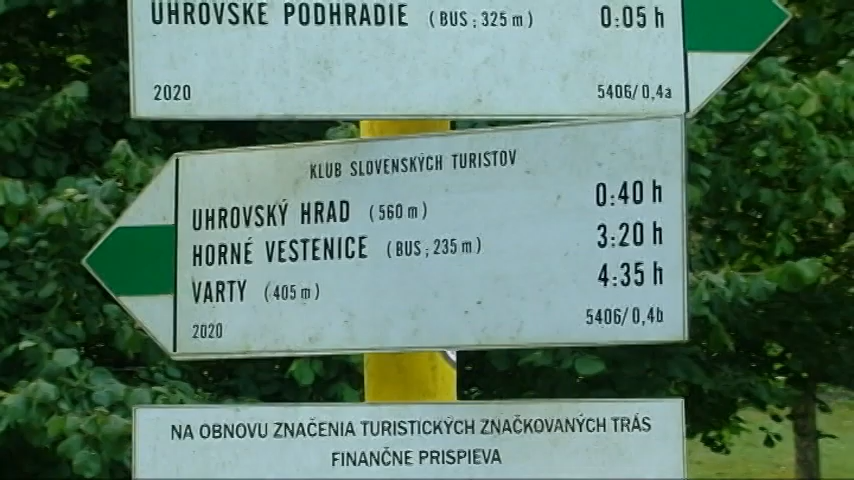 UHROVSKÉ PODHRADIE (BUS; 325 m) 0:05 h
2020 5406/0,4a
KLUB SLOVENSKÝCH TURISTOV
UHROVSKÝ HRAD (560 m) 0:40 h
HORNÉ VESTENICE (BUS; 235 m) 3:20 h
VARTY (405 m) 4:35 h
2020 5406/0,4b
NA OBNOVU ZNAČENIA TURISTICKÝCH ZNAČKOVANÝCH TRÁS
FINANČNE PRISPIEVA